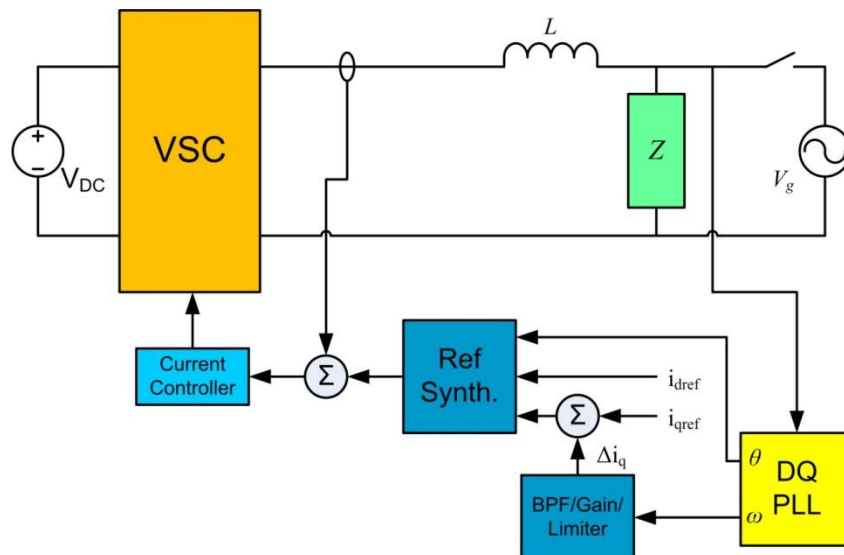 L
VSC
+
−
V_DC
Z
V_g
Current
Controller
Σ
Ref
Synth.
i_dref
Σ
i_qref
Δi_q
θ
DQ
PLL
BPF/Gain/
Limiter
ω